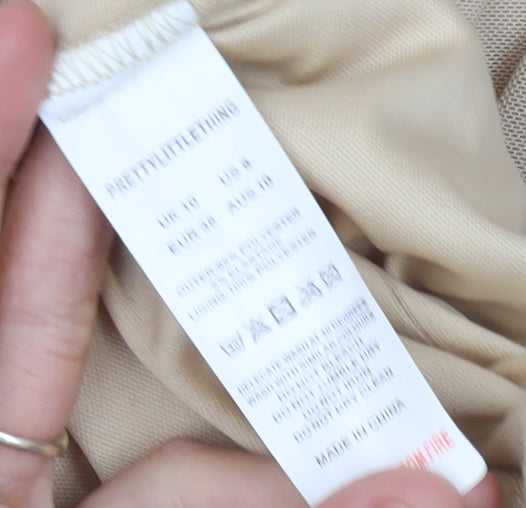 PRETTYLITTLETHING
UK 10 US 6
EUR 38 AUS 10
OUTER 95% POLYESTER
5% ELASTANE
LINING 100% POLYESTER
DELICATE WASH AT 30 DEGREES
WASH WITH SIMILAR COLOURS
DO NOT BLEACH
DO NOT TUMBLE DRY
DO NOT IRON
DO NOT DRY CLEAN
MADE IN CHINA
FIRE